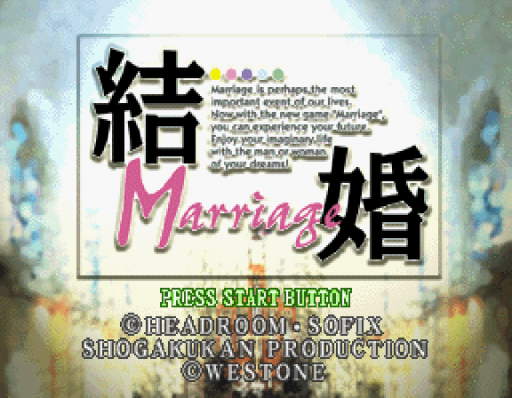 結婚
Marriage is perhaps,the most
important event of our lives.
Now,with the new game "Marriage",
you can experience your future.
Enjoy your imaginary life
with the man or woman
of your dreams!
Marriage
PRESS START BUTTON
©HEADROOM・SOFIX
SHOGAKUKAN PRODUCTION
©WESTONE